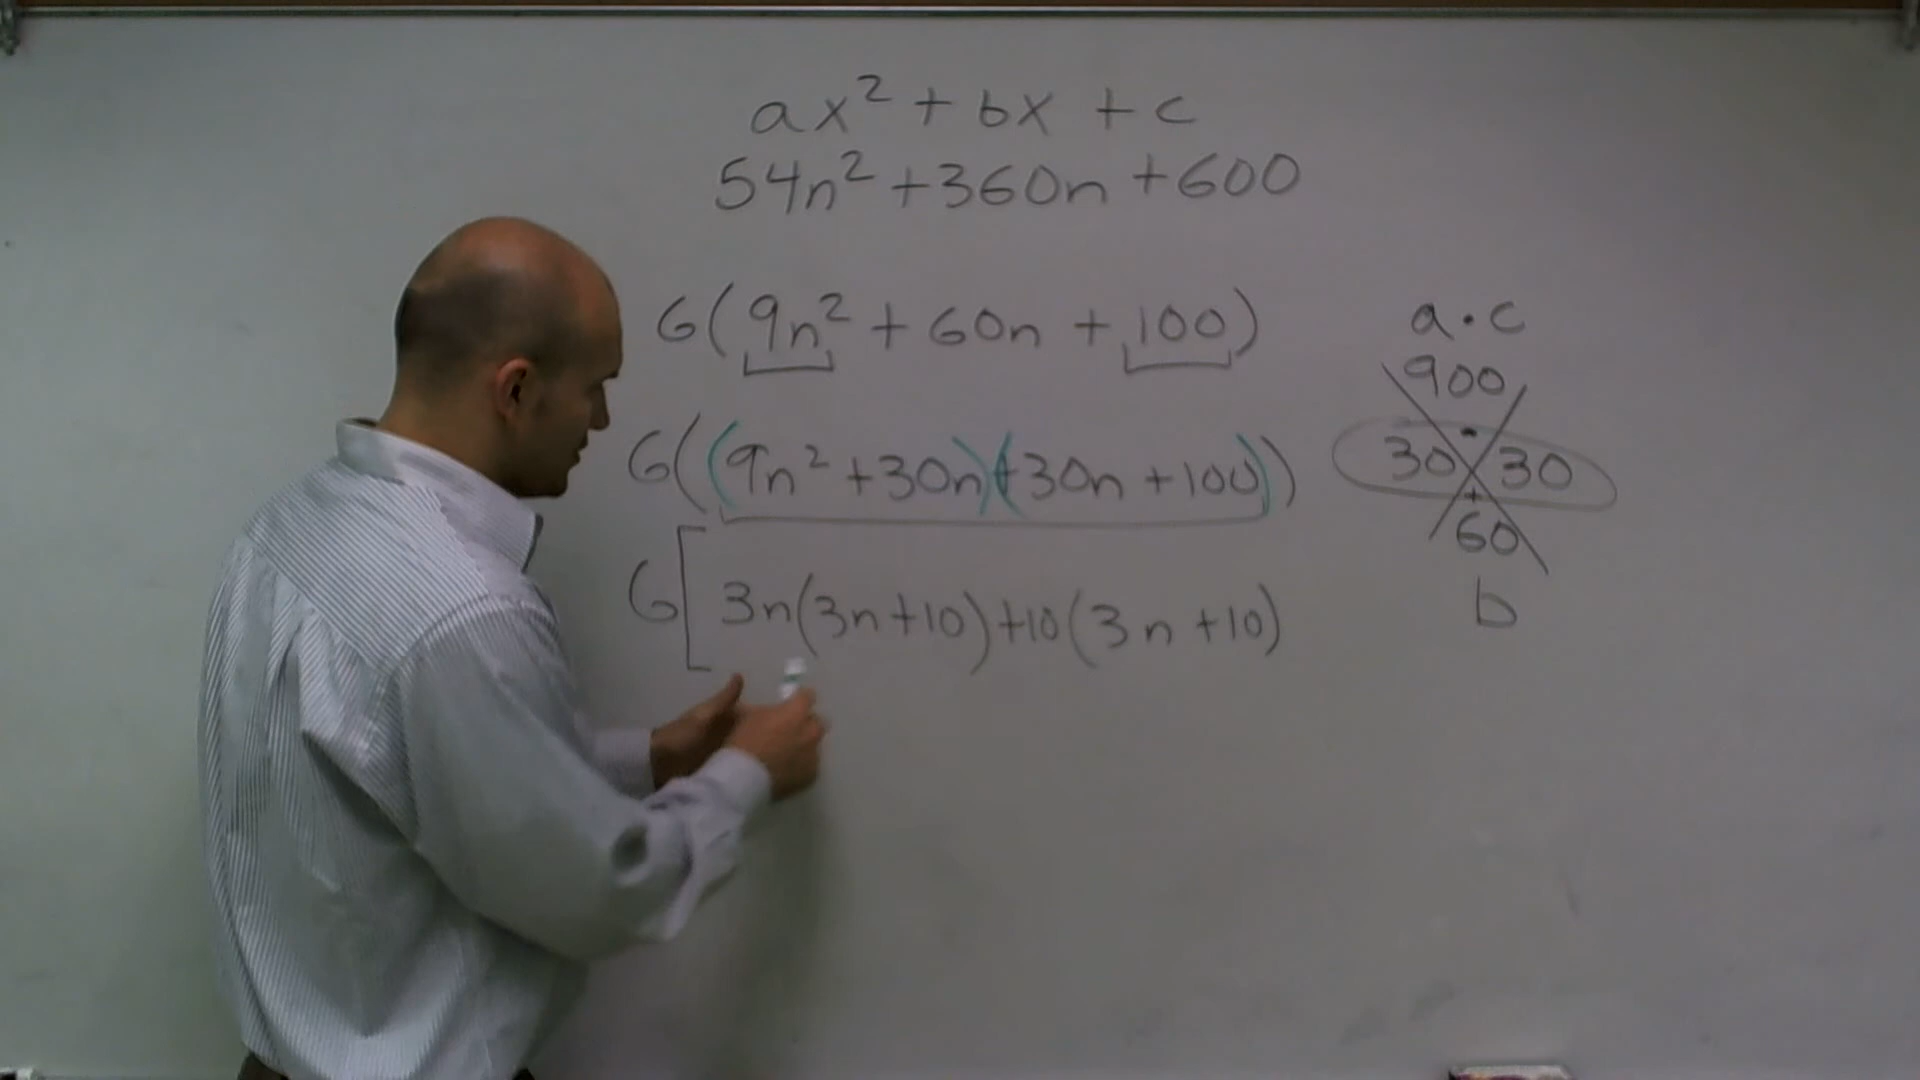 ax² + bx + c
54n² + 360n + 600
6(9n² + 60n + 100)
6((9n² + 30n)(+30n + 100))
6[3n(3n+10)+10(3n+10)
a·c
900
·
30 30
+
60
b